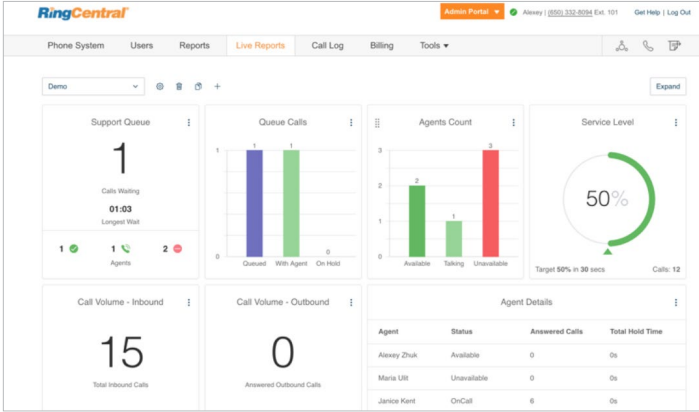 RingCentral
Admin Portal
Alexey | (650) 332-8094 Ext. 101
Get Help | Log Out
Phone System Users Reports Live Reports Call Log Billing Tools
Demo
Expand
Support Queue
1
Calls Waiting
01:03
Longest Wait
1 1 2
Agents
Queue Calls
1 1
1
0
0
Queued With Agent On Hold
Agents Count
3 3
2
2
1
1
0
Available Talking Unavailable
Service Level
50%
Target 50% in 30 secs Calls: 12
Call Volume - Inbound
15
Total Inbound Calls
Call Volume - Outbound
0
Answered Outbound Calls
Agent Details
Agent Status Answered Calls Total Hold Time
Alexey Zhuk Available 0 0s
Maria Ulit Unavailable 0 0s
Janice Kent OnCall 6 0s